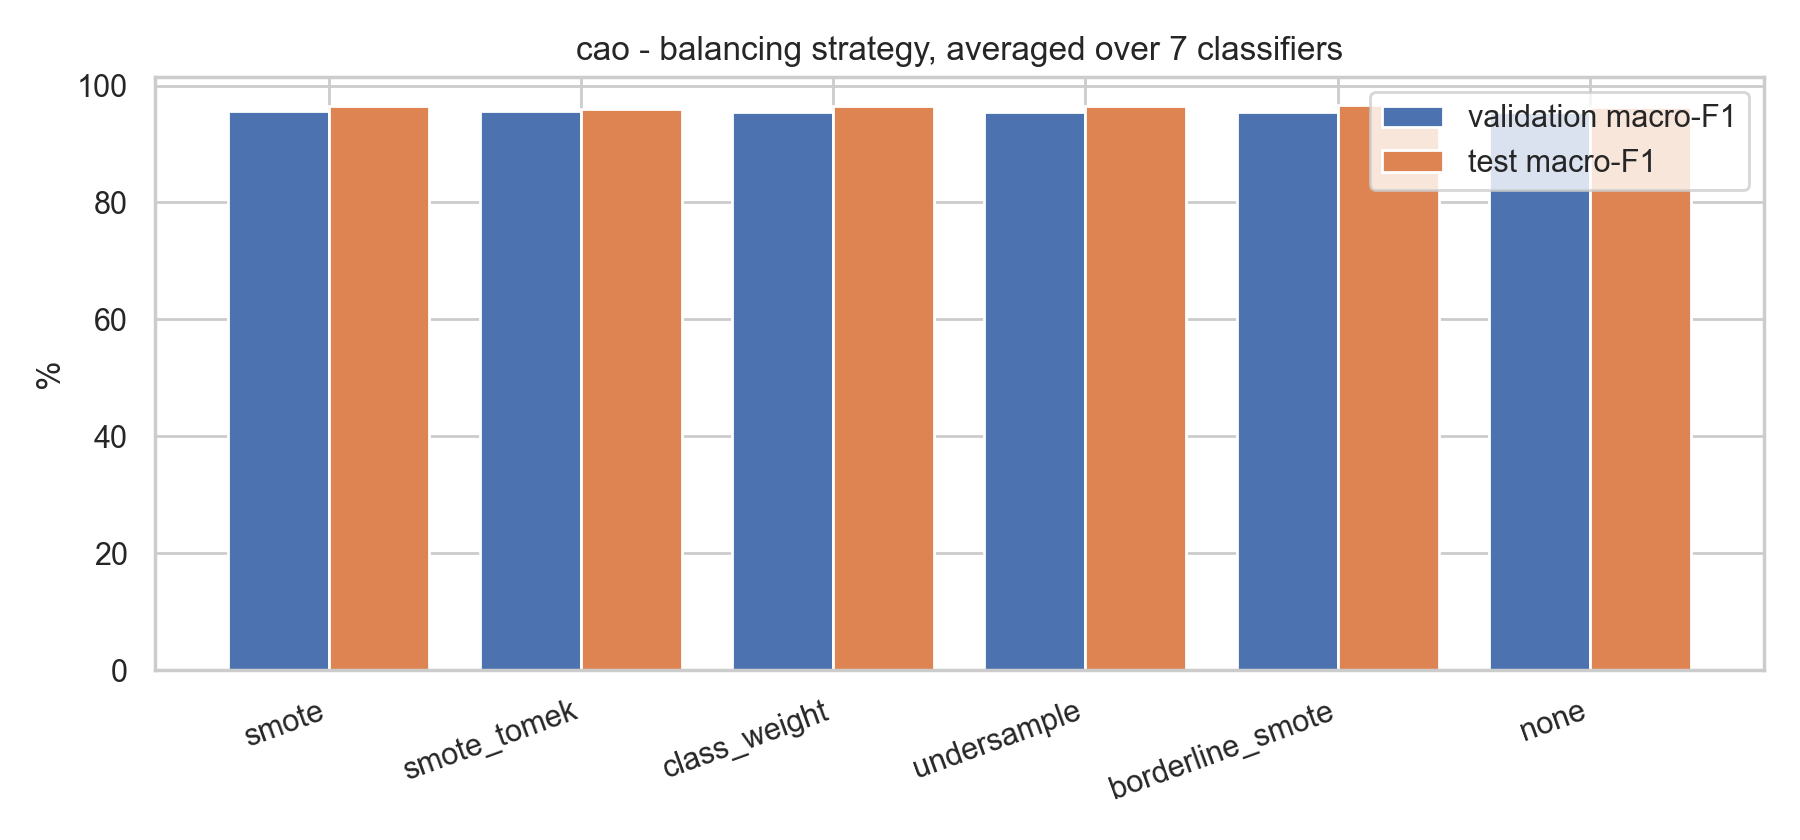 cao - balancing strategy, averaged over 7 classifiers
100
80
60
40
20
0
%
validation macro-F1
test macro-F1
smote
smote_tomek
class_weight
undersample
borderline_smote
none